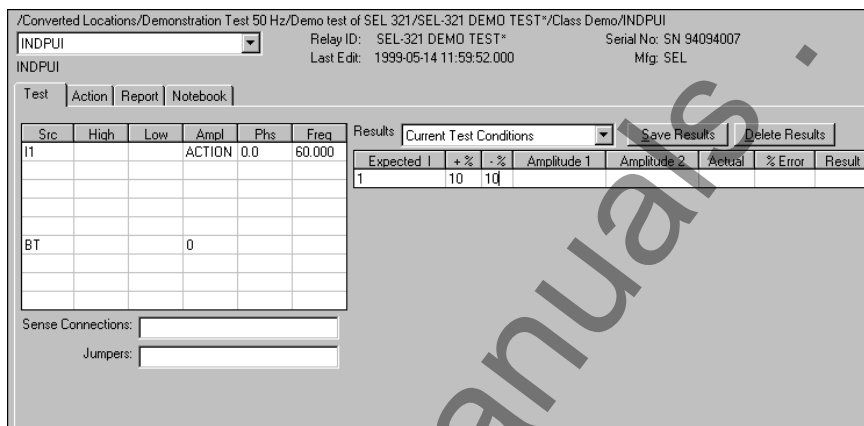 /Converted Locations/Demonstration Test 50 Hz/Demo test of SEL 321/SEL-321 DEMO TEST*/Class Demo/INDPUI
INDPUI
Relay ID: SEL-321 DEMO TEST* Serial No: SN 94094007
INDPUI
Last Edit: 1999-05-14 11:59:52.000 Mfg: SEL
Test Action Report Notebook
Src High Low Ampl Phs Freq
I1 ACTION 0.0 60.000
BT 0
Sense Connections:
Jumpers:
Results Current Test Conditions Save Results Delete Results
Expected I + % - % Amplitude 1 Amplitude 2 Actual % Error Result
1 10 10
anuals .